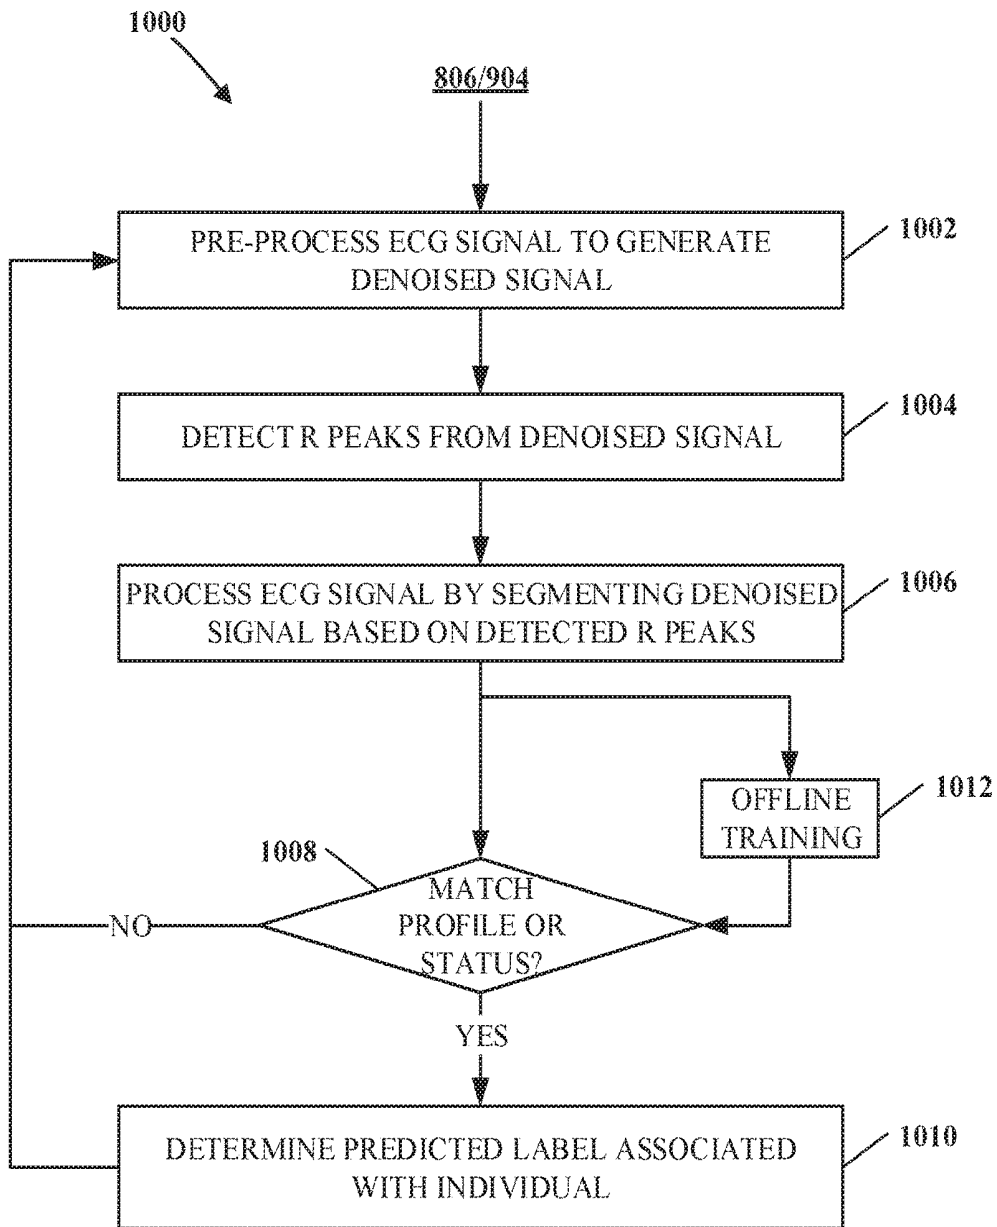 1000
806/904
PRE-PROCESS ECG SIGNAL TO GENERATE
DENOISED SIGNAL
1002
DETECT R PEAKS FROM DENOISED SIGNAL
1004
PROCESS ECG SIGNAL BY SEGMENTING DENOISED
SIGNAL BASED ON DETECTED R PEAKS
1006
OFFLINE
TRAINING
1012
1008
MATCH
PROFILE OR
STATUS?
NO
YES
DETERMINE PREDICTED LABEL ASSOCIATED
WITH INDIVIDUAL
1010